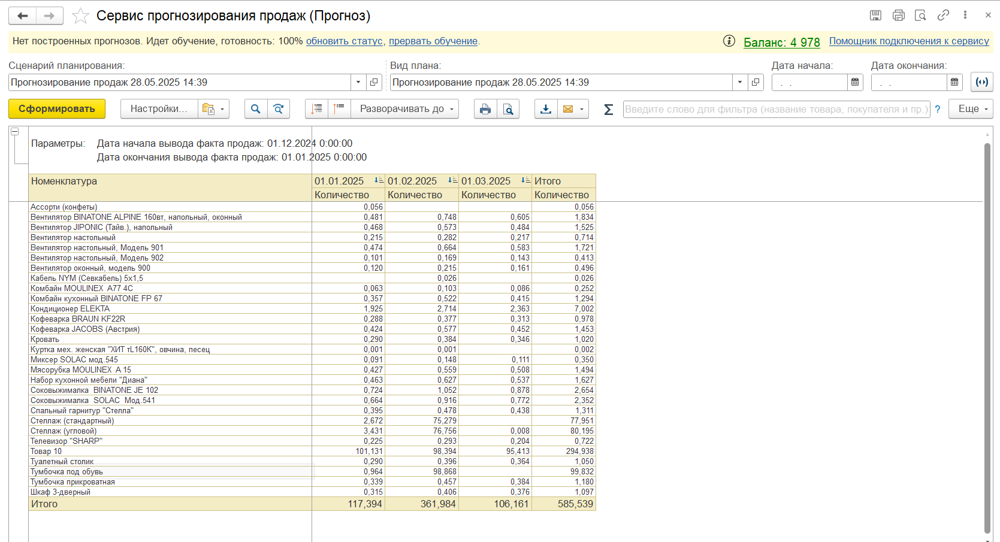 Сервис прогнозирования продаж (Прогноз)
Нет построенных прогнозов. Идет обучение, готовность: 100% обновить статус, прервать обучение. Баланс: 4 978 Помощник подключения к сервису
Сценарий планирования: Вид плана: Дата начала: Дата окончания:
Прогнозирование продаж 28.05.2025 14:39 Прогнозирование продаж 28.05.2025 14:39 . . . .
Сформировать Настройки... Разворачивать до Σ Введите слово для фильтра (название товара, покупателя и пр.) ? Еще
Параметры: Дата начала вывода факта продаж: 01.12.2024 0:00:00
Дата окончания вывода факта продаж: 01.01.2025 0:00:00
Номенклатура 01.01.2025 01.02.2025 01.03.2025 Итого
Количество Количество Количество Количество
Ассорти (конфеты) 0,056 0,056
Вентилятор BINATONE ALPINE 160вт, напольный, оконный 0,481 0,748 0,605 1,834
Вентилятор JIPONIC (Тайв.), напольный 0,468 0,573 0,484 1,525
Вентилятор настольный 0,215 0,282 0,217 0,714
Вентилятор настольный, Модель 901 0,474 0,664 0,583 1,721
Вентилятор настольный, Модель 902 0,101 0,169 0,143 0,413
Вентилятор оконный, модель 900 0,120 0,215 0,161 0,496
Кабель NYM (Севкабель) 5х1,5 0,026 0,026
Комбайн MOULINEX  A77 4C 0,063 0,103 0,086 0,252
Комбайн кухонный BINATONE FP 67 0,357 0,522 0,415 1,294
Кондиционер ELEKTA 1,925 2,714 2,363 7,002
Кофеварка BRAUN KF22R 0,288 0,377 0,313 0,978
Кофеварка JACOBS (Австрия) 0,424 0,577 0,452 1,453
Кровать 0,290 0,384 0,346 1,020
Куртка мех. женская "ХИТ тL160К", овчина, песец 0,001 0,001 0,002
Миксер SOLAC мод.545 0,091 0,148 0,111 0,350
Мясорубка MOULINEX  A 15 0,427 0,559 0,508 1,494
Набор кухонной мебели "Диана" 0,463 0,627 0,537 1,627
Соковыжималка  BINATONE JE 102 0,724 1,052 0,878 2,654
Соковыжималка  SOLAC  Мод.541 0,664 0,916 0,772 2,352
Спальный гарнитур "Стелла" 0,395 0,478 0,438 1,311
Стеллаж (стандартный) 2,672 75,279 77,951
Стеллаж (угловой) 3,431 76,756 0,008 80,195
Телевизор "SHARP" 0,225 0,293 0,204 0,722
Товар 10 101,131 98,394 95,413 294,938
Туалетный столик 0,290 0,396 0,364 1,050
Тумбочка под обувь 0,964 98,868 99,832
Тумбочка прикроватная 0,339 0,457 0,384 1,180
Шкаф 3-дверный 0,315 0,406 0,376 1,097
Итого 117,394 361,984 106,161 585,539